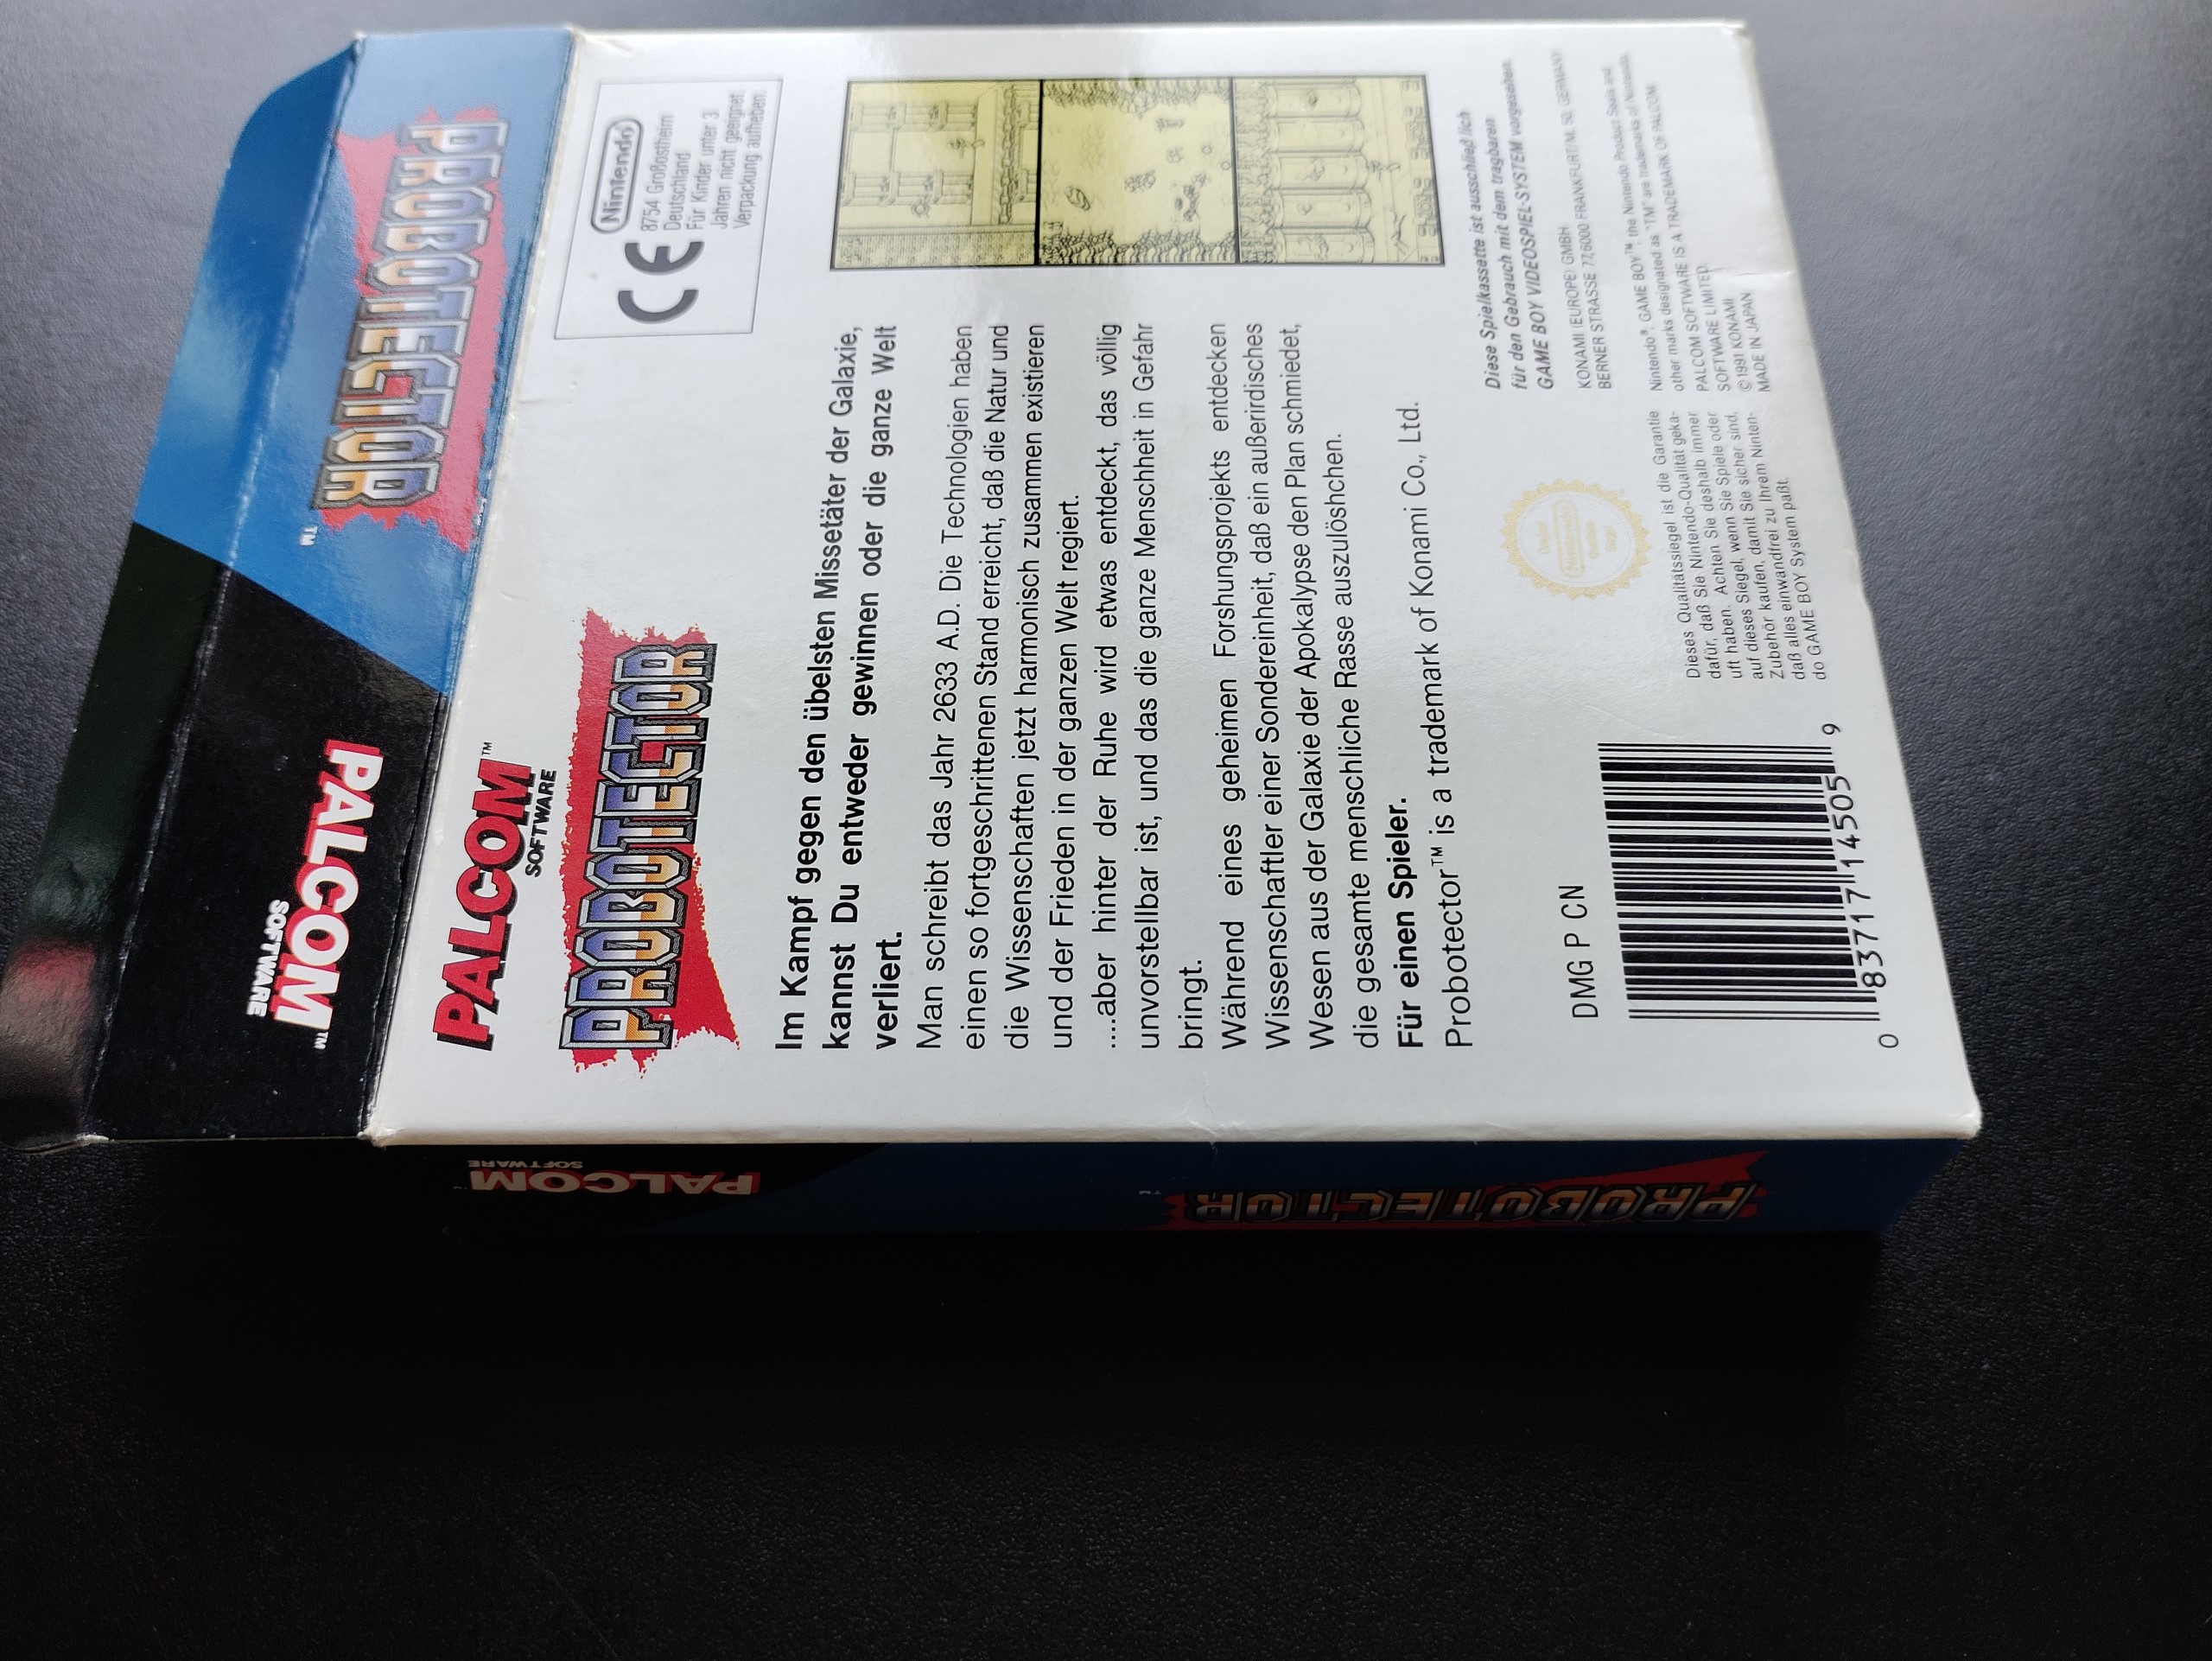 PROBOTECTOR
TM
PALCOM
TM
SOFTWARE
PALCOM
TM
SOFTWARE
PROBOTECTOR
Nintendo
CE
8754 Großostheim
Deutschland
Für Kinder unter 3
Jahren nicht geeignet.
Verpackung aufheben.
Im Kampf gegen den übelsten Missetäter der Galaxie,
kannst Du entweder gewinnen oder die ganze Welt
verliert.
Man schreibt das Jahr 2633 A.D. Die Technologien haben
einen so fortgeschrittenen Stand erreicht, daß die Natur und
die Wissenschaften jetzt harmonisch zusammen existieren
und der Frieden in der ganzen Welt regiert.
...aber hinter der Ruhe wird etwas entdeckt, das völlig
unvorstellbar ist, und das die ganze Menschheit in Gefahr
bringt.
Während eines geheimen Forshungsprojekts entdecken
Wissenschaftler einer Sondereinheit, daß ein außerirdisches
Wesen aus der Galaxie der Apokalypse den Plan schmiedet,
die gesamte menschliche Rasse auszulöshchen.
Für einen Spieler.
Probotector™ is a trademark of Konami Co., Ltd.
Diese Spielkassette ist ausschließlich
für den Gebrauch mit dem tragbaren
GAME BOY VIDEOSPIEL-SYSTEM vorgesehen.
KONAMI (EUROPE) GMBH
BERNER STRASSE 77,6000 FRANKFURT/M. 50, GERMANY
Nintendo®, GAME BOY™, the Nintendo Product Seals and
other marks designated as "TM" are trademarks of Nintendo.
PALCOM SOFTWARE IS A TRADEMARK OF PALCOM
SOFTWARE LIMITED.
©1991 KONAMI
MADE IN JAPAN
Original
Nintendo
Dieses Qualitätssiegel ist die Garantie
dafür, daß Sie Nintendo-Qualität geka-
uft haben. Achten Sie deshalb immer
auf dieses Siegel, wenn Sie Spiele oder
Zubehör kaufen, damit Sie sicher sind,
daß alles einwandfrei zu Ihrem Ninten-
do GAME BOY System paßt.
DMG P CN
0 83717 14505 9
PALCOM
SOFTWARE
PROBOTECTOR
TM